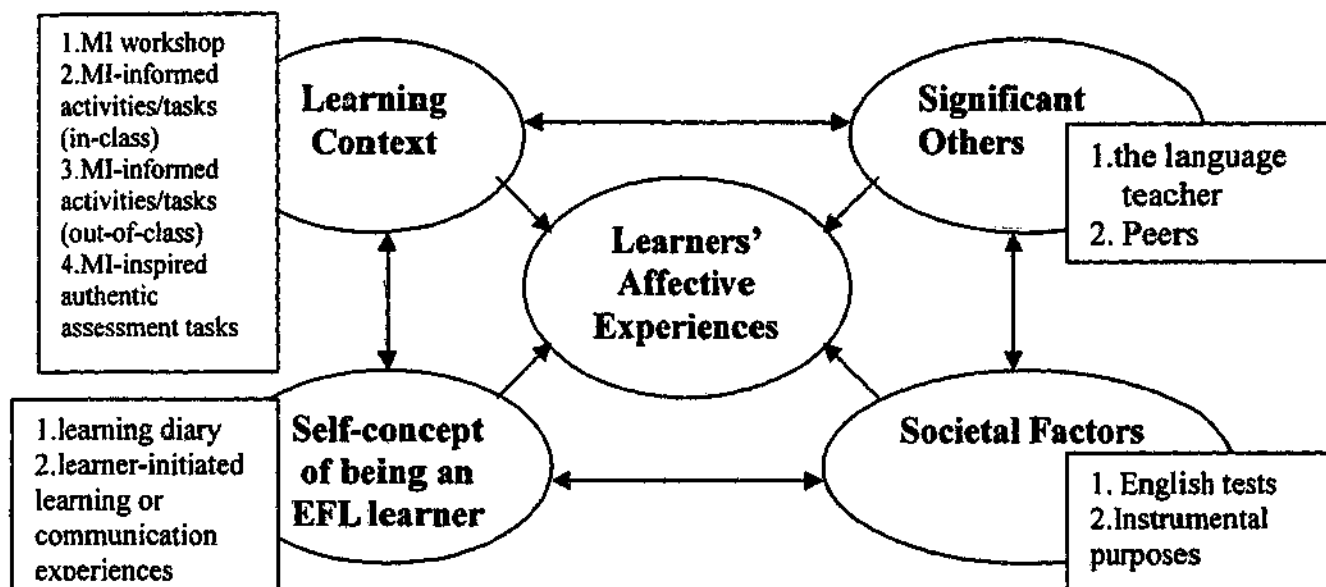 1.MI workshop
2.MI-informed
activities/tasks
(in-class)
3.MI-informed
activities/tasks
(out-of-class)
4.MI-inspired
authentic
assessment tasks
Learning
Context
Significant
Others
1.the language
teacher
2. Peers
Learners’
Affective
Experiences
1.learning diary
2.learner-initiated
learning or
communication
experiences
Self-concept
of being an
EFL learner
Societal Factors
1. English tests
2.Instrumental
purposes